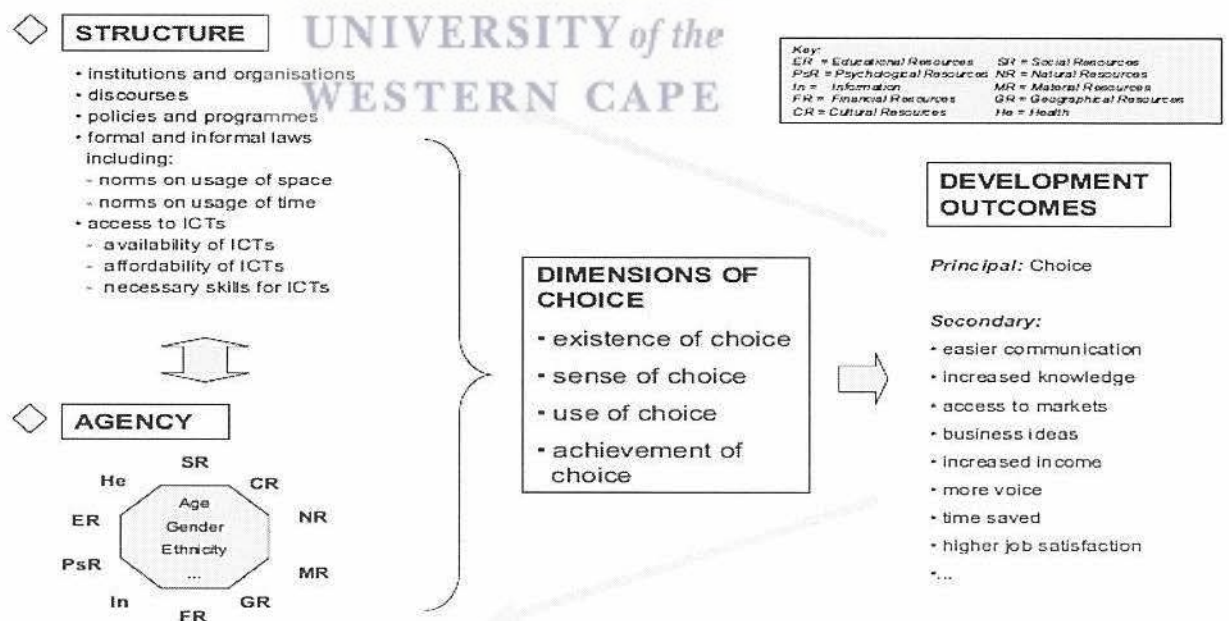 STRUCTURE
• institutions and organisations
• discourses
• policies and programmes
• formal and informal laws
including:
- norms on usage of space
- norms on usage of time
• access to ICTs
- availability of ICTs
- affordability of ICTs
- necessary skills for ICTs
UNIVERSITY of the
WESTERN CAPE
Key:
ER = Educational Resources SR = Social Resources
PsR = Psychological Resources NR = Natural Resources
In = Information MR = Material Resources
FR = Financial Resources GR = Geographical Resources
CR = Cultural Resources He = Health
AGENCY
SR
He CR
ER NR
PsR MR
In GR
FR
Age
Gender
Ethnicity
...
DIMENSIONS OF
CHOICE
• existence of choice
• sense of choice
• use of choice
• achievement of
choice
DEVELOPMENT
OUTCOMES
Principal: Choice
Secondary:
• easier communication
• increased knowledge
• access to markets
• business ideas
• increased income
• more voice
• time saved
• higher job satisfaction
•...